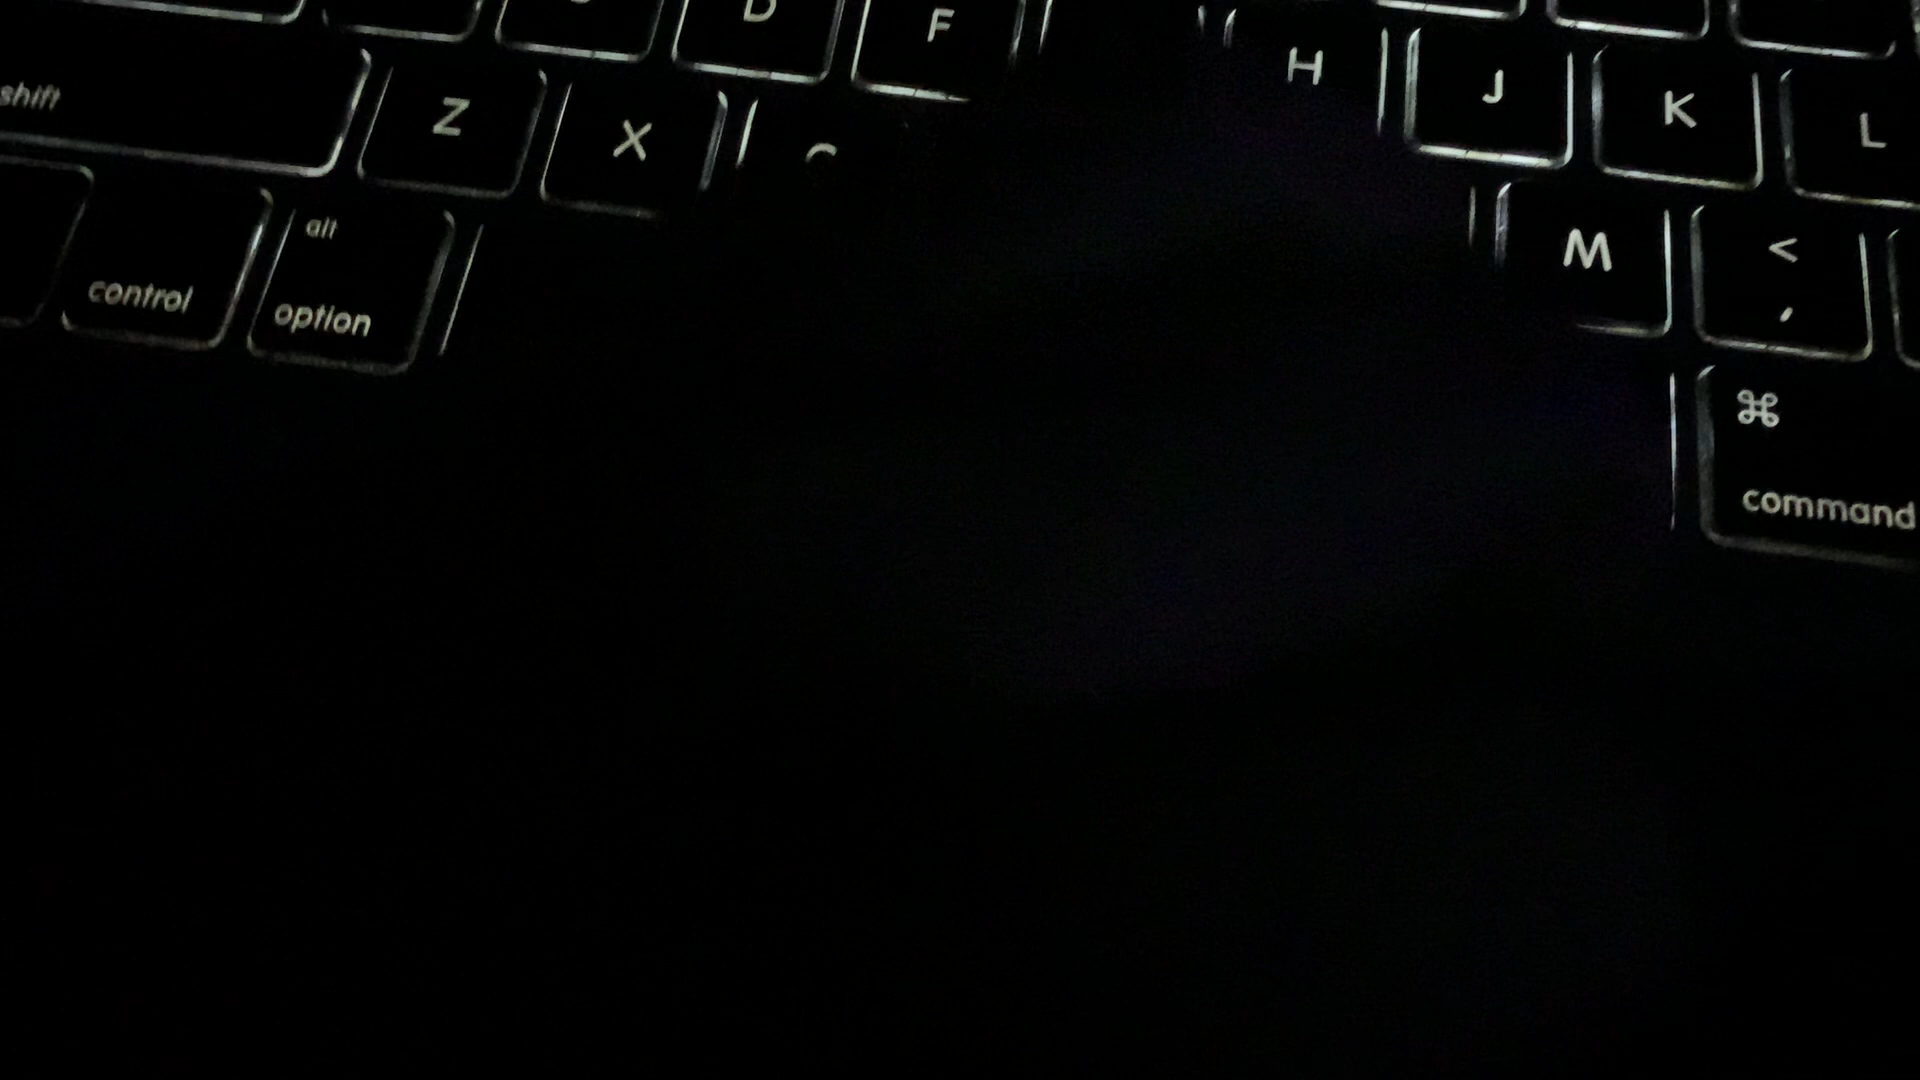 D F H J K L
shift Z X M < ,
control alt option ⌘ command